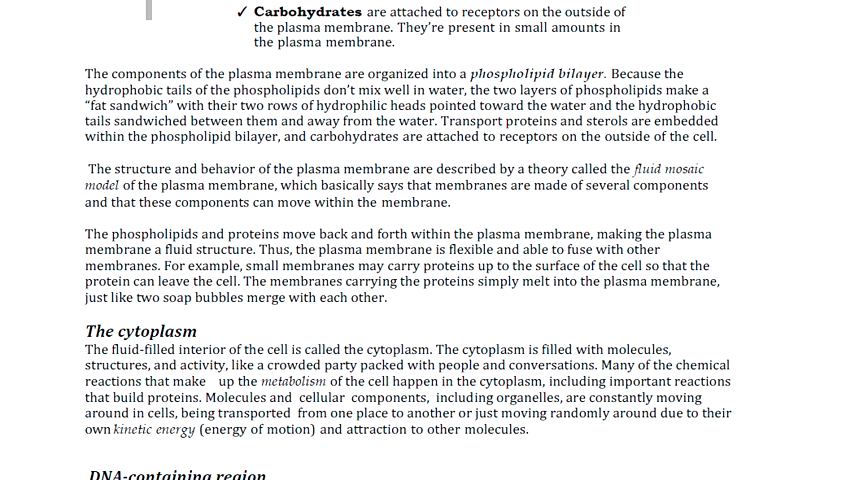 ✓ Carbohydrates are attached to receptors on the outside of
the plasma membrane. They're present in small amounts in
the plasma membrane.
The components of the plasma membrane are organized into a phospholipid bilayer. Because the
hydrophobic tails of the phospholipids don't mix well in water, the two layers of phospholipids make a
"fat sandwich" with their two rows of hydrophilic heads pointed toward the water and the hydrophobic
tails sandwiched between them and away from the water. Transport proteins and sterols are embedded
within the phospholipid bilayer, and carbohydrates are attached to receptors on the outside of the cell.
The structure and behavior of the plasma membrane are described by a theory called the fluid mosaic
model of the plasma membrane, which basically says that membranes are made of several components
and that these components can move within the membrane.
The phospholipids and proteins move back and forth within the plasma membrane, making the plasma
membrane a fluid structure. Thus, the plasma membrane is flexible and able to fuse with other
membranes. For example, small membranes may carry proteins up to the surface of the cell so that the
protein can leave the cell. The membranes carrying the proteins simply melt into the plasma membrane,
just like two soap bubbles merge with each other.
The cytoplasm
The fluid-filled interior of the cell is called the cytoplasm. The cytoplasm is filled with molecules,
structures, and activity, like a crowded party packed with people and conversations. Many of the chemical
reactions that make up the metabolism of the cell happen in the cytoplasm, including important reactions
that build proteins. Molecules and cellular components, including organelles, are constantly moving
around in cells, being transported from one place to another or just moving randomly around due to their
own kinetic energy (energy of motion) and attraction to other molecules.
DNA-containing region